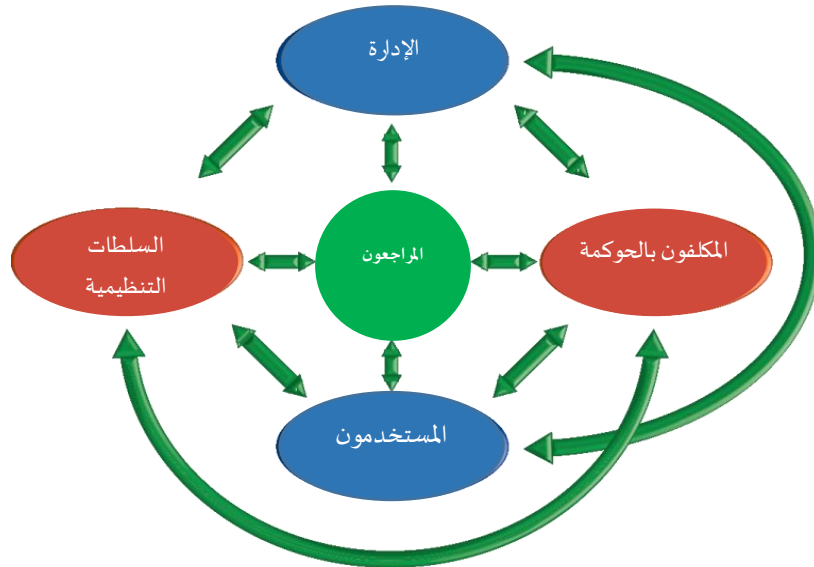 الإدارة
السلطات
التنظيمية
المراجعون
المكلفون بالحوكمة
المستخدمون